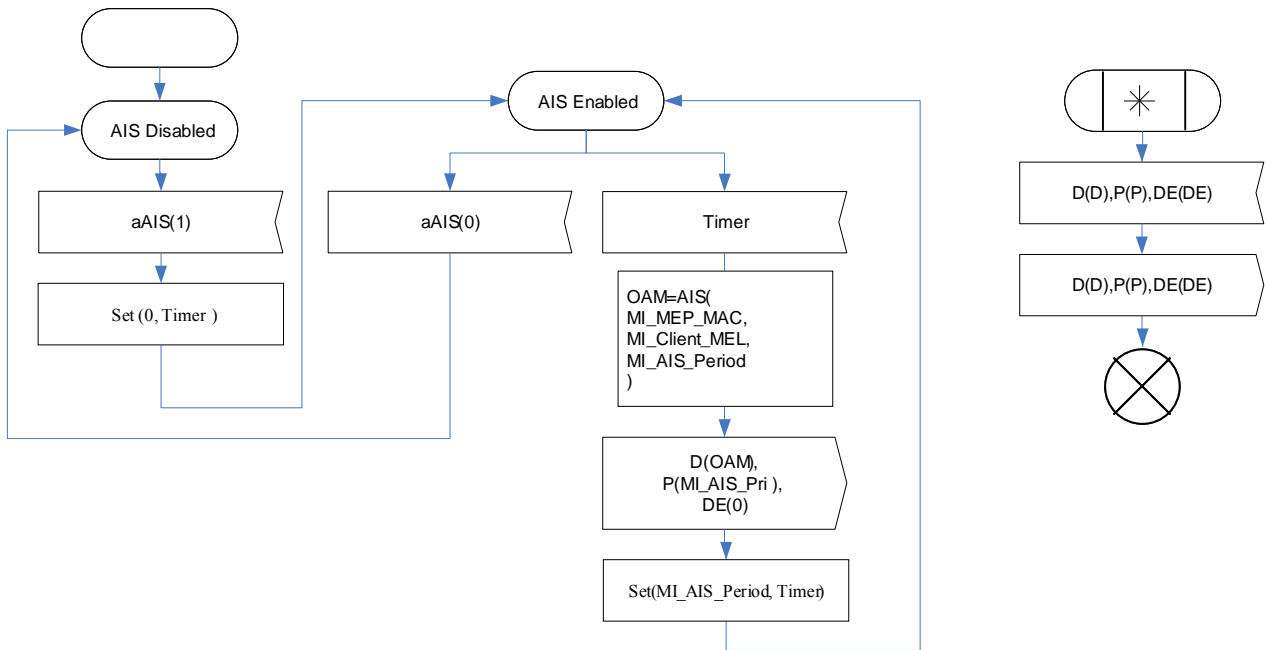 AIS Disabled
aAIS(1)
Set (0, Timer )
AIS Enabled
aAIS(0)
Timer
OAM=AIS(
MI_MEP_MAC,
MI_Client_MEL,
MI_AIS_Period
)
D(OAM),
P(MI_AIS_Pri ),
DE(0)
Set(MI_AIS_Period, Timer)
D(D),P(P),DE(DE)
D(D),P(P),DE(DE)